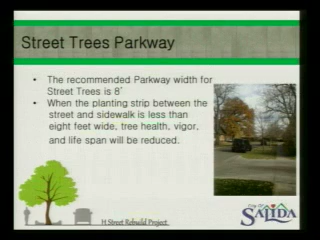 Street Trees Parkway
• The recommended Parkway width for
Street Trees is 8'
• When the planting strip between the
street and sidewalk is less than
eight feet wide, tree health, vigor,
and life span will be reduced.
H Street Rebuild Project
City Of
SALIDA